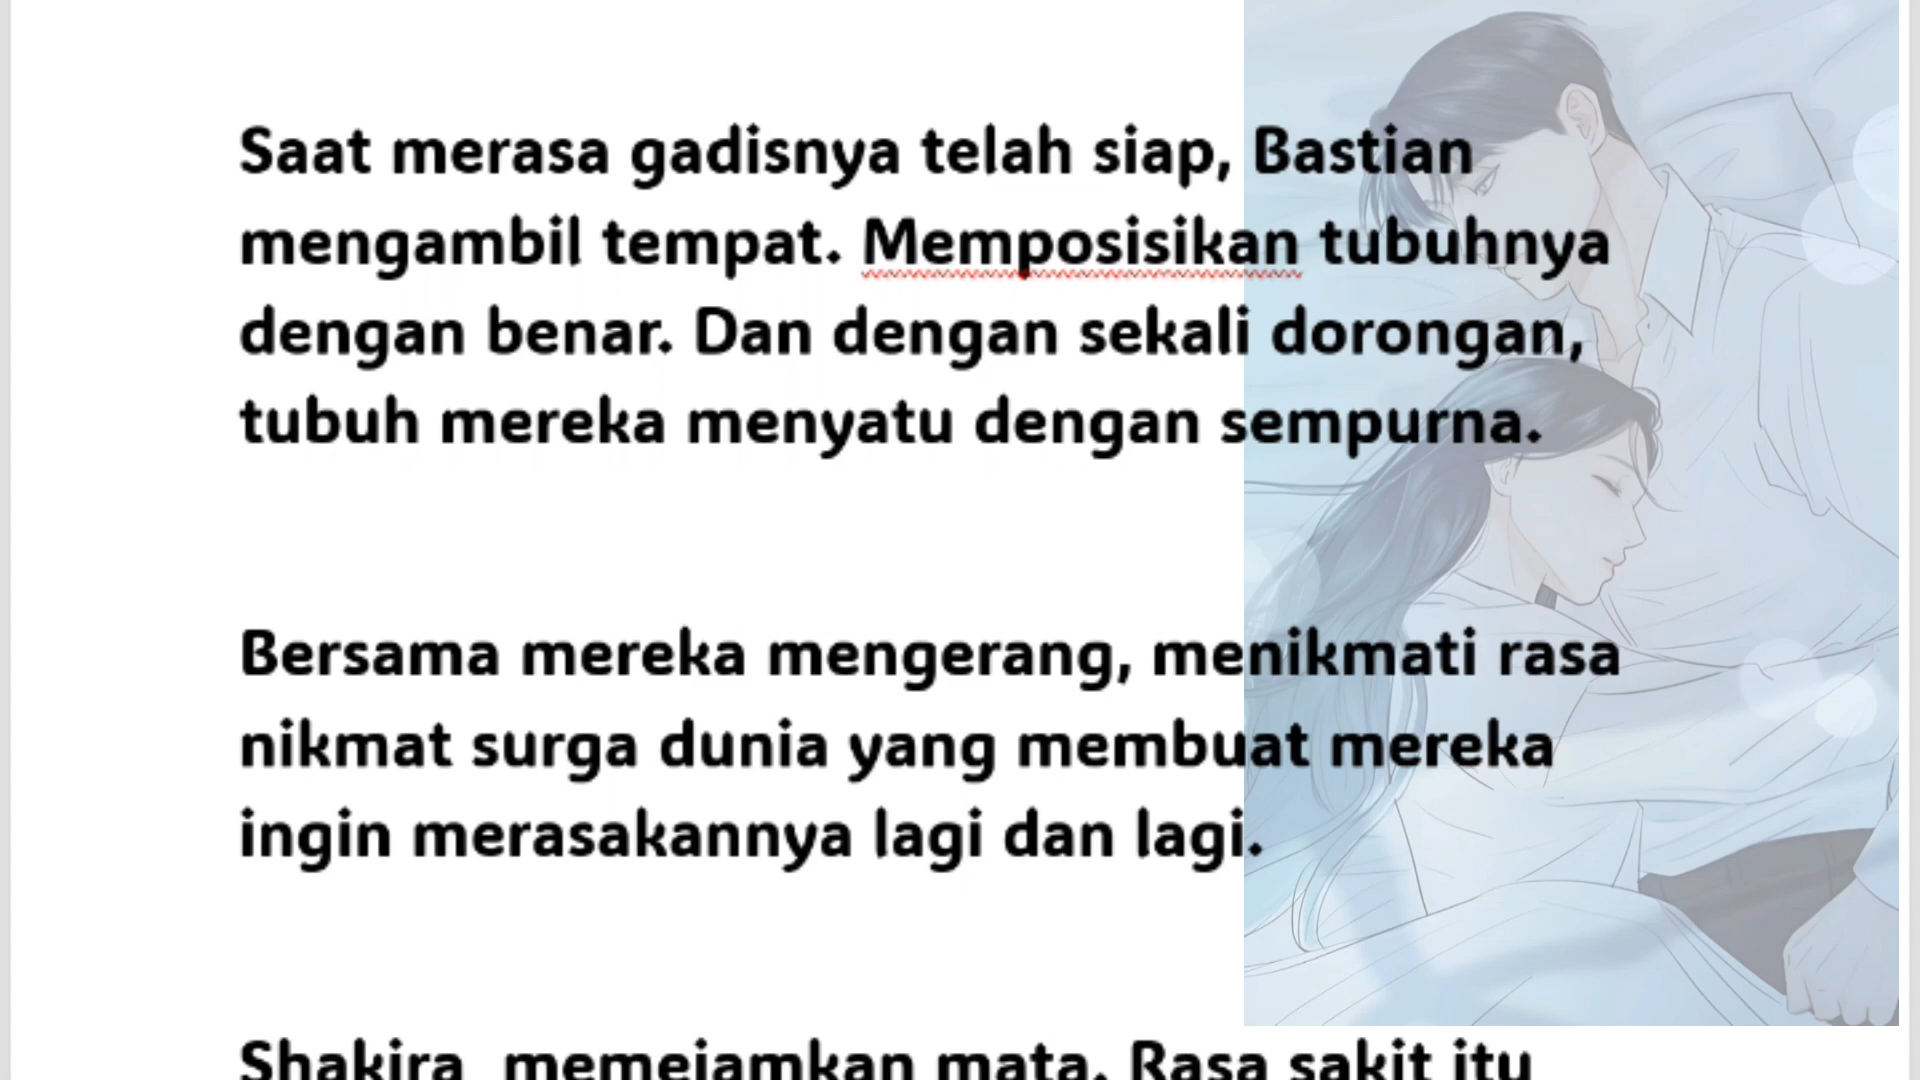 Saat merasa gadisnya telah siap, Bastian
mengambil tempat. Memposisikan tubuhnya
dengan benar. Dan dengan sekali dorongan,
tubuh mereka menyatu dengan sempurna.
Bersama mereka mengerang, menikmati rasa
nikmat surga dunia yang membuat mereka
ingin merasakannya lagi dan lagi.
Shakira memejamkan mata. Rasa sakit itu